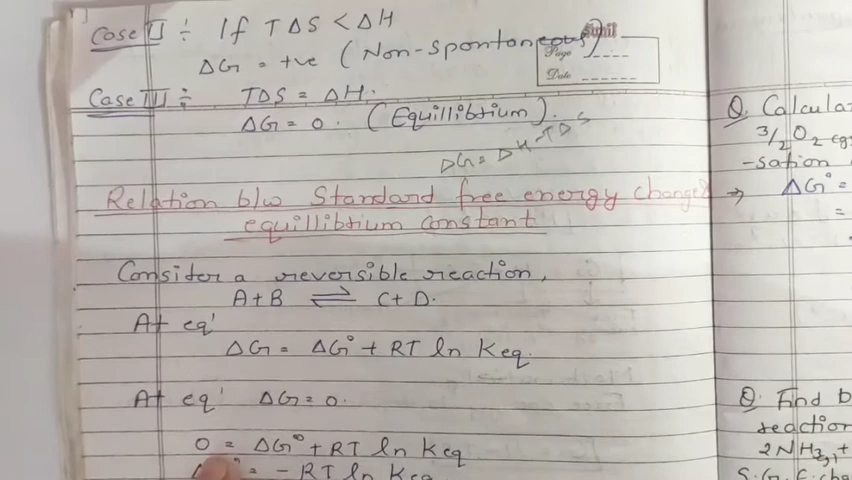 Case II ÷ If TΔS < ΔH
ΔG = +ve (Non-spontaneous)
Page
Date
Case III ÷ TΔS = ΔH.
ΔG = 0. (Equillibrium).
ΔG = ΔH - TΔS
Relation b/w Standard free energy change &
equillibrium constant
Consider a reversible reaction,
A+B ⇌ C+D.
At eqⁿ
ΔG = ΔG° + RT ln Keq.
At eqⁿ ΔG = 0.
0 = ΔG° + RT ln Keq
= - RT ln Keq
Q. Calcula
3/2 O2 cg
-sation
⇒ ΔG° =
=
Q. Find
reaction
2NH3, +